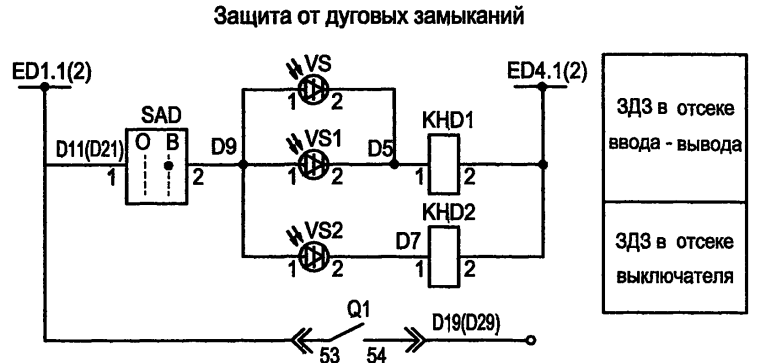 Защита от дуговых замыканий
ED1.1(2)
VS
ED4.1(2)
1 2
SAD
KHD1
D11(D21)
О В
D9
VS1
D5
1 2
1 2
1 2
VS2
KHD2
D7
1 2
1 2
Q1
53 54
D19(D29)
ЗДЗ в отсеке
ввода - вывода
ЗДЗ в отсеке
выключателя